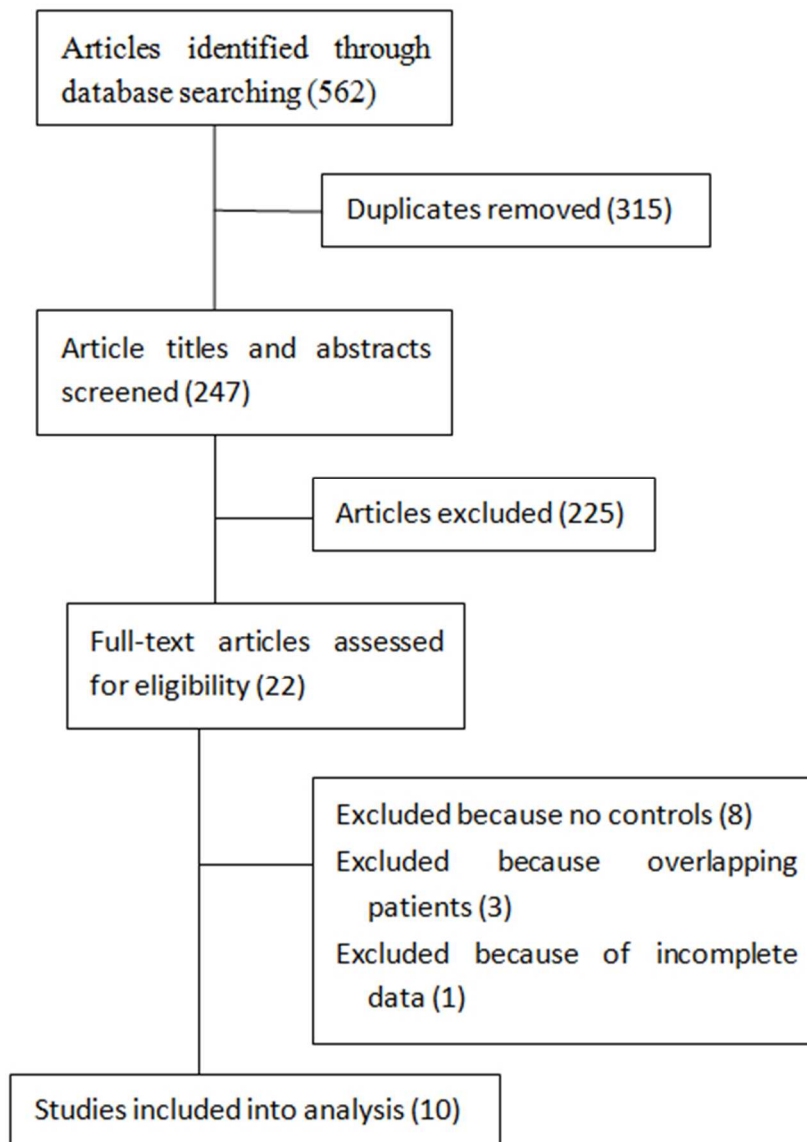 Articles identified through
database searching (562)
Duplicates removed (315)
Article titles and abstracts
screened (247)
Articles excluded (225)
Full-text articles assessed
for eligibility (22)
Excluded because no controls (8)
Excluded because overlapping
patients (3)
Excluded because of incomplete
data (1)
Studies included into analysis (10)